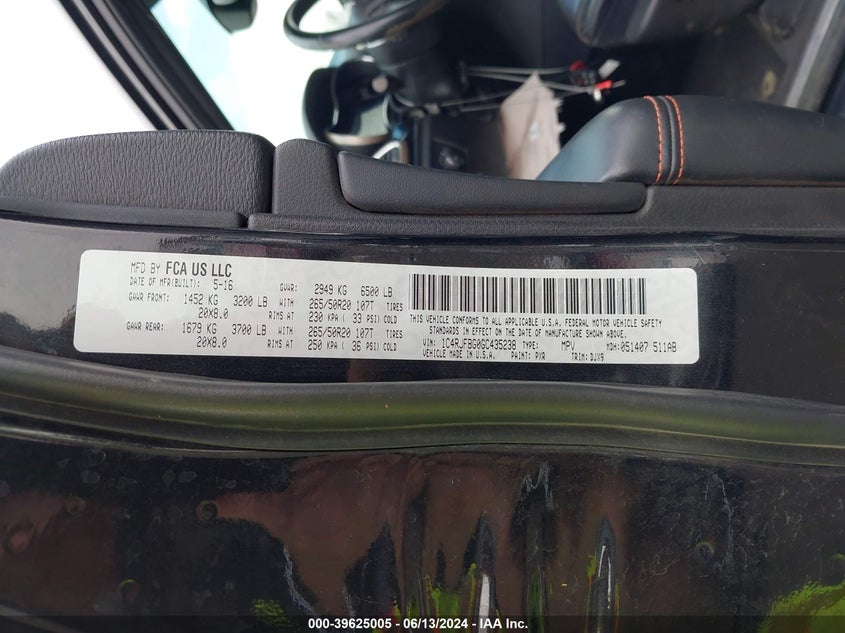 MFD BY FCA US LLC
DATE OF MFR(BUILT): 5-16 GVWR: 2949 KG 6500 LB
GAWR FRONT: 1452 KG 3200 LB WITH 265/50R20 107T TIRES
20X8.0 RIMS AT 230 KPA ( 33 PSI) COLD
GAWR REAR: 1679 KG 3700 LB WITH 265/50R20 107T TIRES
20X8.0 RIMS AT 250 KPA ( 36 PSI) COLD
THIS VEHICLE CONFORMS TO ALL APPLICABLE U.S.A. FEDERAL MOTOR VEHICLE SAFETY
STANDARDS IN EFFECT ON THE DATE OF MANUFACTURE SHOWN ABOVE.
VIN: 1C4RJFBG0GC435238 TYPE: MPV MDH: 051407 511AB
VEHICLE MADE IN U.S.A. PAINT: PXR TRIM: DJX9
000-39625005 - 06/13/2024 - IAA Inc.